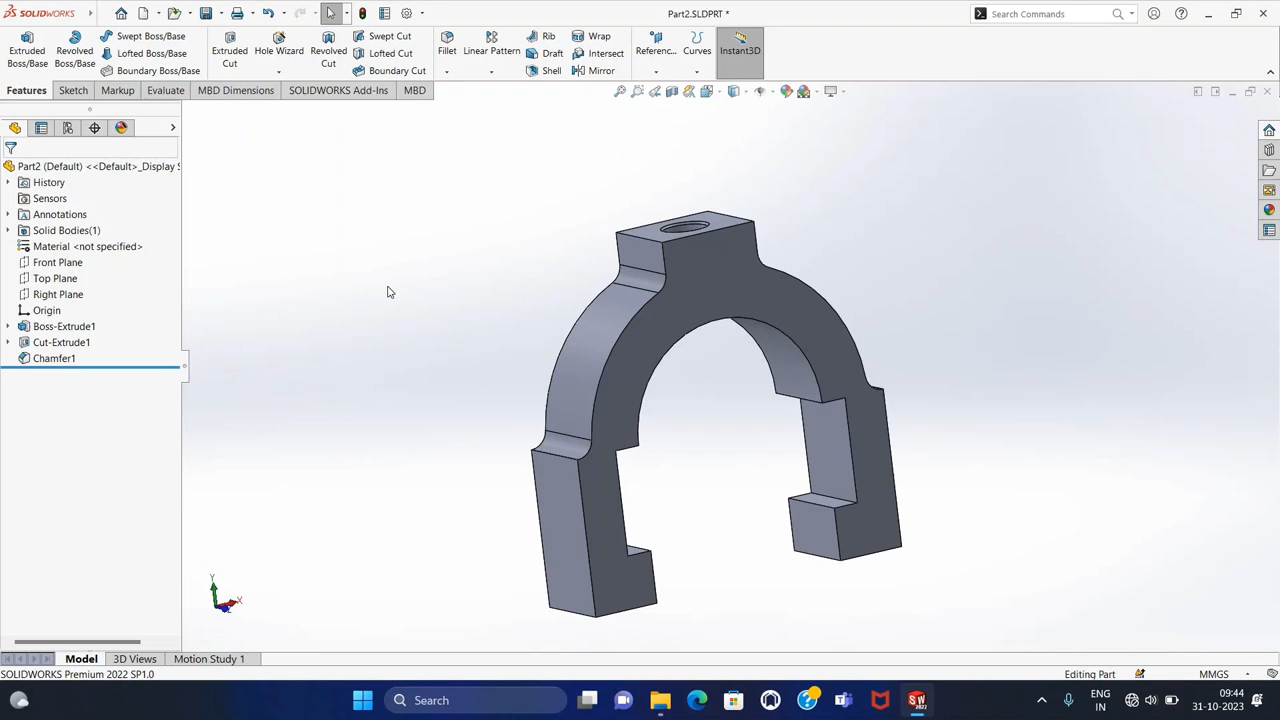 SOLIDWORKS
Part2.SLDPRT *
Search Commands
Extruded Boss/Base
Revolved Boss/Base
Swept Boss/Base
Lofted Boss/Base
Boundary Boss/Base
Extruded Cut
Hole Wizard
Revolved Cut
Swept Cut
Lofted Cut
Boundary Cut
Fillet
Linear Pattern
Rib
Draft
Shell
Wrap
Intersect
Mirror
Referenc...
Curves
Instant3D
Features
Sketch
Markup
Evaluate
MBD Dimensions
SOLIDWORKS Add-Ins
MBD
Part2 (Default) <<Default>_Display S
History
Sensors
Annotations
Solid Bodies(1)
Material <not specified>
Front Plane
Top Plane
Right Plane
Origin
Boss-Extrude1
Cut-Extrude1
Chamfer1
Y
X
Z
Model
3D Views
Motion Study 1
SOLIDWORKS Premium 2022 SP1.0
Editing Part
MMGS
Search
SW
2022
ENG
IN
09:44
31-10-2023